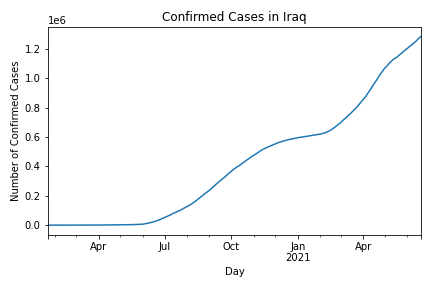 Confirmed Cases in Iraq
1e6
1.2
1.0
0.8
0.6
0.4
0.2
0.0
Number of Confirmed Cases
Apr
Jul
Oct
Jan
2021
Apr
Day